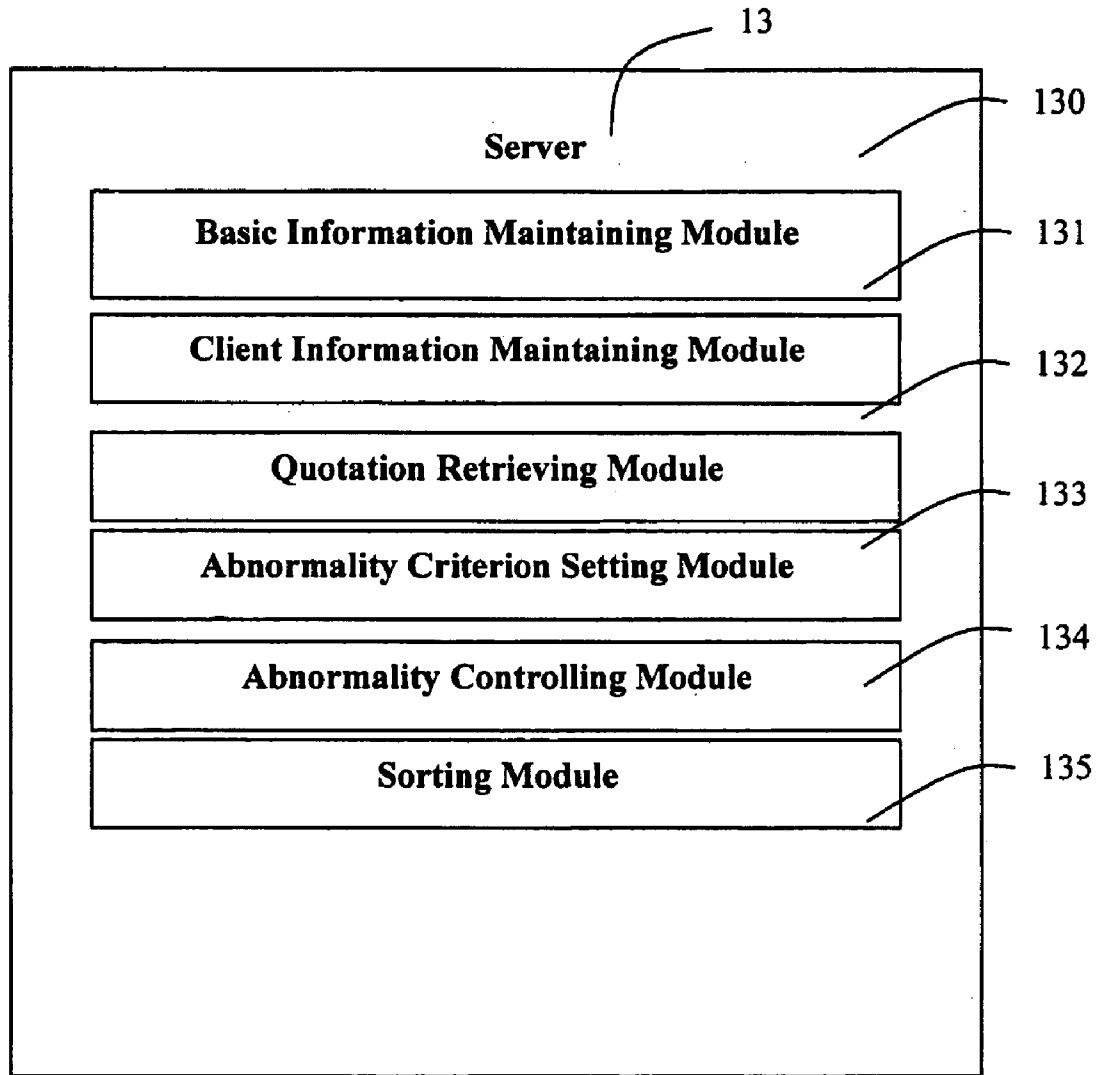 13
130
Server
Basic Information Maintaining Module
131
Client Information Maintaining Module
132
Quotation Retrieving Module
133
Abnormality Criterion Setting Module
134
Abnormality Controlling Module
Sorting Module
135